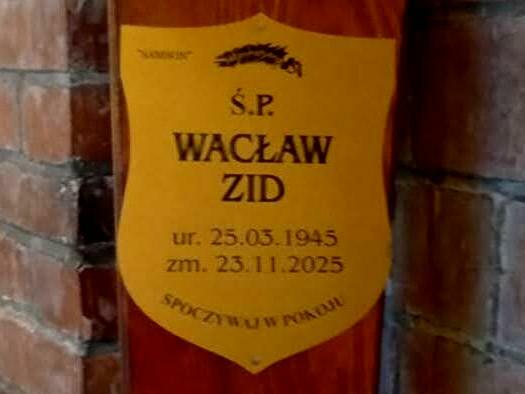 "SAMSON"
Ś.P.
WACŁAW
ZID
ur. 25.03.1945
zm. 23.11.2025
SPOCZYWAJ W POKOJU